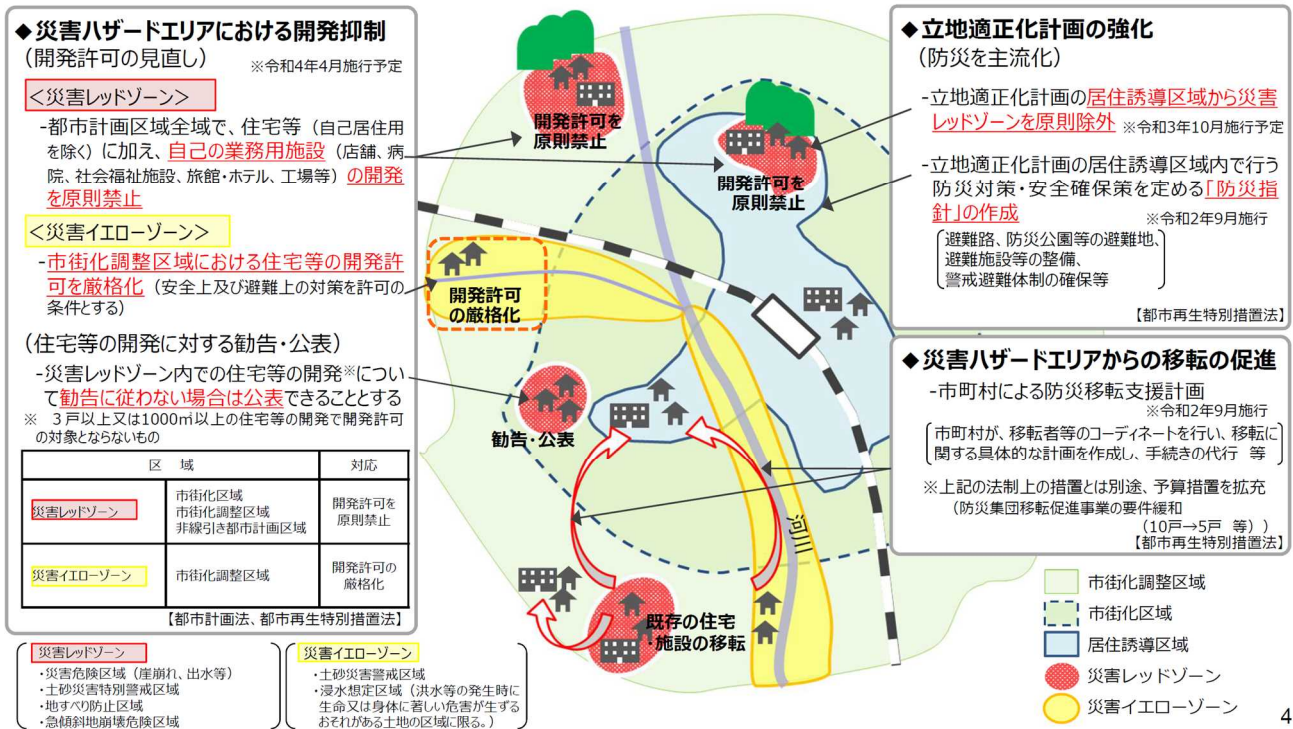 ◆災害ハザードエリアにおける開発抑制
(開発許可の見直し)
※令和4年4月施行予定
<災害レッドゾーン>
-都市計画区域全域で、住宅等(自己居住用
を除く)に加え、自己の業務用施設(店舗、病
院、社会福祉施設、旅館・ホテル、工場等)の開発
を原則禁止
<災害イエローゾーン>
-市街化調整区域における住宅等の開発許
可を厳格化(安全上及び避難上の対策を許可の
条件とする)
(住宅等の開発に対する勧告・公表)
-災害レッドゾーン内での住宅等の開発※につい
て勧告に従わない場合は公表できることとする
※ 3戸以上又は1000㎡以上の住宅等の開発で開発許可
の対象とならないもの
区 域
対応
災害レッドゾーン
市街化区域
市街化調整区域
非線引き都市計画区域
開発許可を
原則禁止
災害イエローゾーン
市街化調整区域
開発許可の
厳格化
【都市計画法、都市再生特別措置法】
災害レッドゾーン
・災害危険区域(崖崩れ、出水等)
・土砂災害特別警戒区域
・地すべり防止区域
・急傾斜地崩壊危険区域
災害イエローゾーン
・土砂災害警戒区域
・浸水想定区域(洪水等の発生時に
生命又は身体に著しい危害が生ずる
おそれがある土地の区域に限る。)
開発許可を
原則禁止
開発許可を
原則禁止
開発許可
の厳格化
勧告・公表
河川
既存の住宅
・施設の移転
◆立地適正化計画の強化
(防災を主流化)
-立地適正化計画の居住誘導区域から災害
レッドゾーンを原則除外 ※令和3年10月施行予定
-立地適正化計画の居住誘導区域内で行う
防災対策・安全確保策を定める「防災指
針」の作成
※令和2年9月施行
避難路、防災公園等の避難地、
避難施設等の整備、
警戒避難体制の確保等
【都市再生特別措置法】
◆災害ハザードエリアからの移転の促進
-市町村による防災移転支援計画
※令和2年9月施行
市町村が、移転者等のコーディネートを行い、移転に
関する具体的な計画を作成し、手続きの代行 等
※上記の法制上の措置とは別途、予算措置を拡充
(防災集団移転促進事業の要件緩和
(10戸→5戸 等))
【都市再生特別措置法】
市街化調整区域
市街化区域
居住誘導区域
災害レッドゾーン
災害イエローゾーン
4